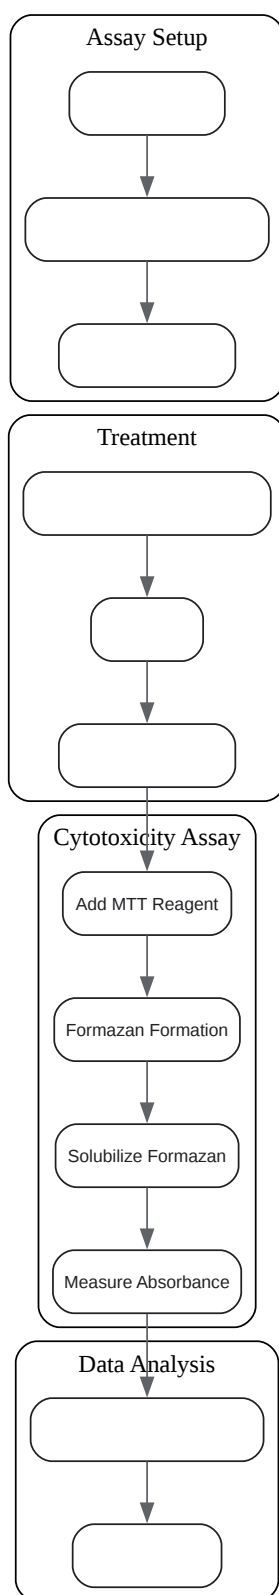 Assay Setup
Treatment
Cytotoxicity Assay
Add MTT Reagent
Formazan Formation
Solubilize Formazan
Measure Absorbance
Data Analysis